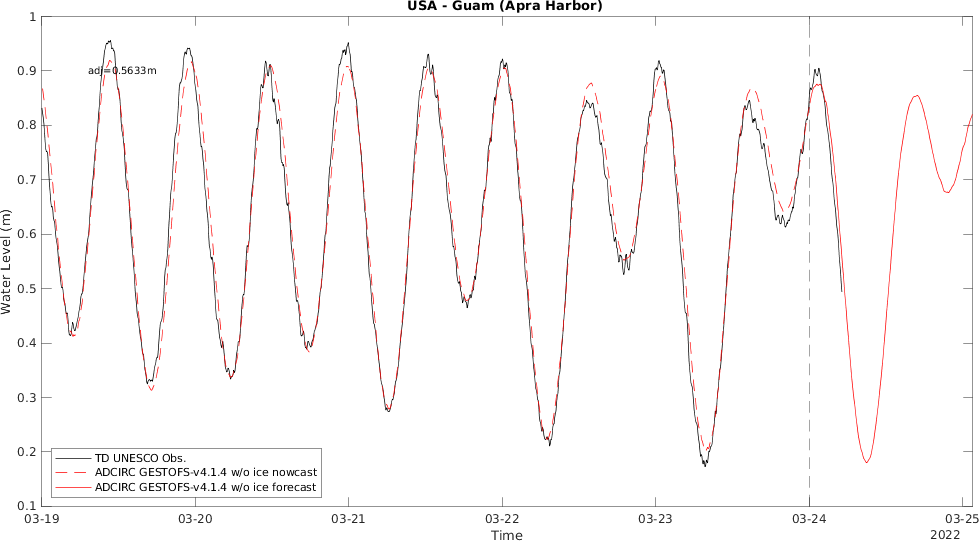 USA - Guam (Apra Harbor)
1
0.9
0.8
0.7
0.6
0.5
0.4
0.3
0.2
0.1
Water Level (m)
adj=0.5633m
TD UNESCO Obs.
ADCIRC GESTOFS-v4.1.4 w/o ice nowcast
ADCIRC GESTOFS-v4.1.4 w/o ice forecast
03-19 03-20 03-21 03-22 03-23 03-24 03-25
Time
2022